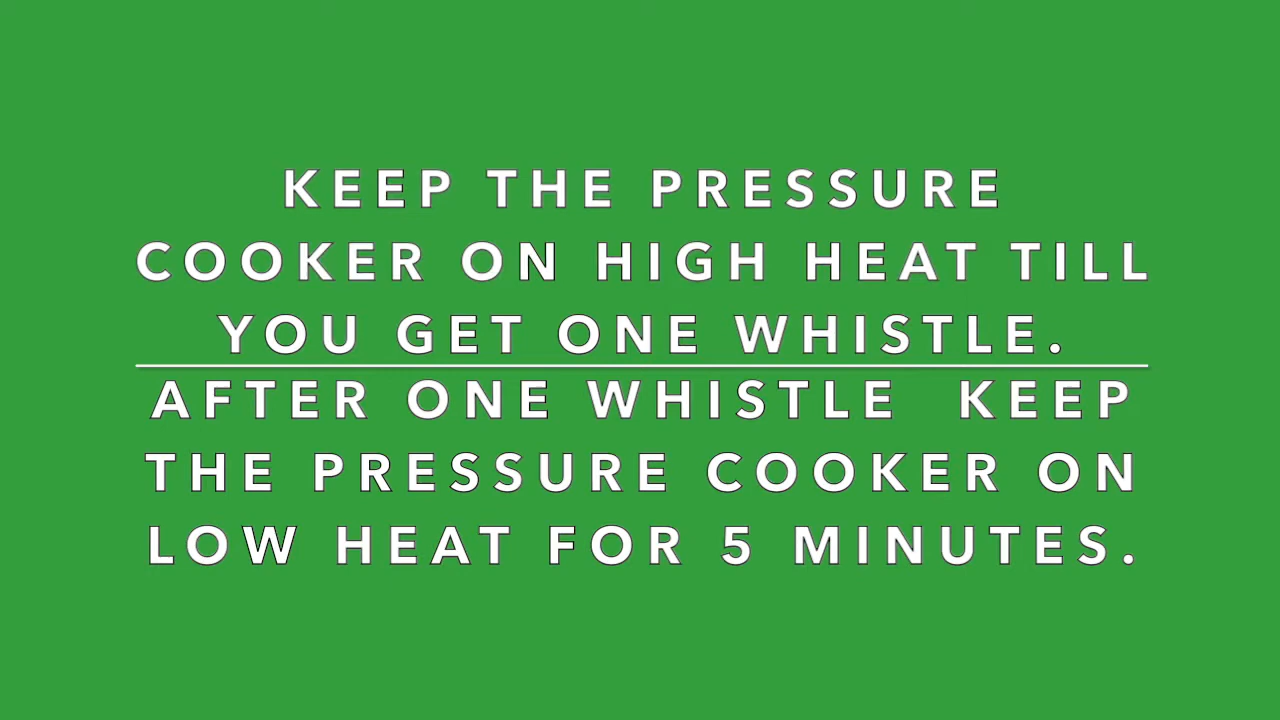 KEEP THE PRESSURE
COOKER ON HIGH HEAT TILL
YOU GET ONE WHISTLE.
AFTER ONE WHISTLE  KEEP
THE PRESSURE COOKER ON
LOW HEAT FOR 5 MINUTES.